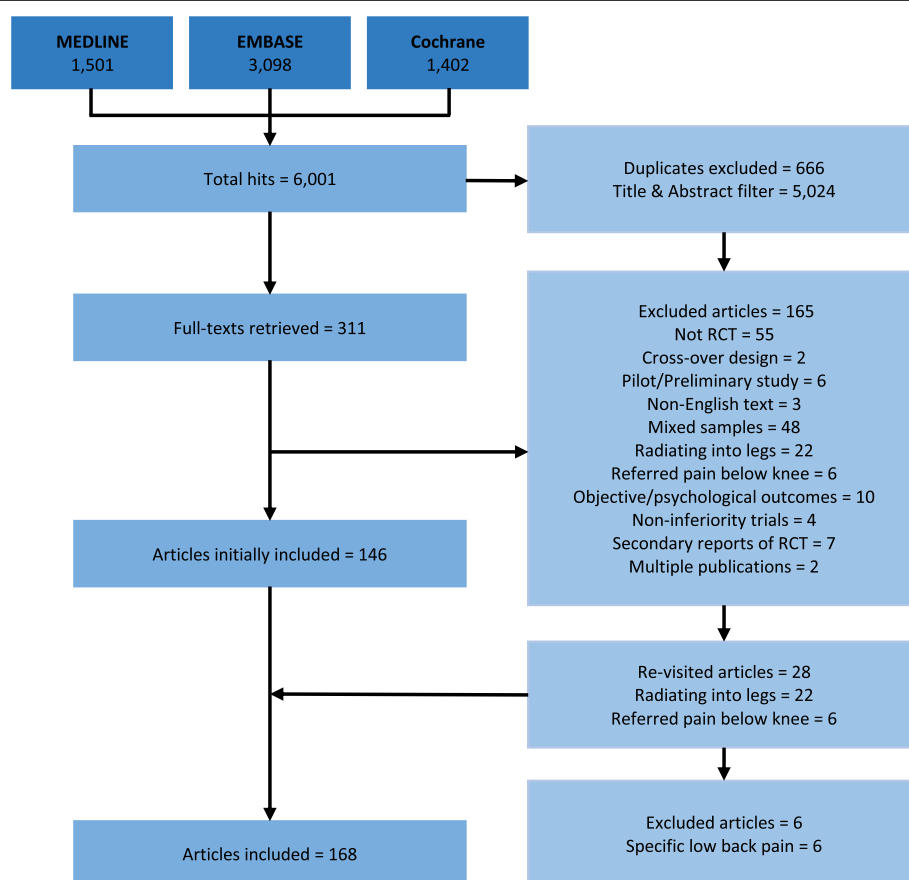 MEDLINE
1,501
EMBASE
3,098
Cochrane
1,402
Total hits = 6,001
Duplicates excluded = 666
Title & Abstract filter = 5,024
Full-texts retrieved = 311
Excluded articles = 165
Not RCT = 55
Cross-over design = 2
Pilot/Preliminary study = 6
Non-English text = 3
Mixed samples = 48
Radiating into legs = 22
Referred pain below knee = 6
Objective/psychological outcomes = 10
Non-inferiority trials = 4
Secondary reports of RCT = 7
Multiple publications = 2
Articles initially included = 146
Re-visited articles = 28
Radiating into legs = 22
Referred pain below knee = 6
Excluded articles = 6
Specific low back pain = 6
Articles included = 168